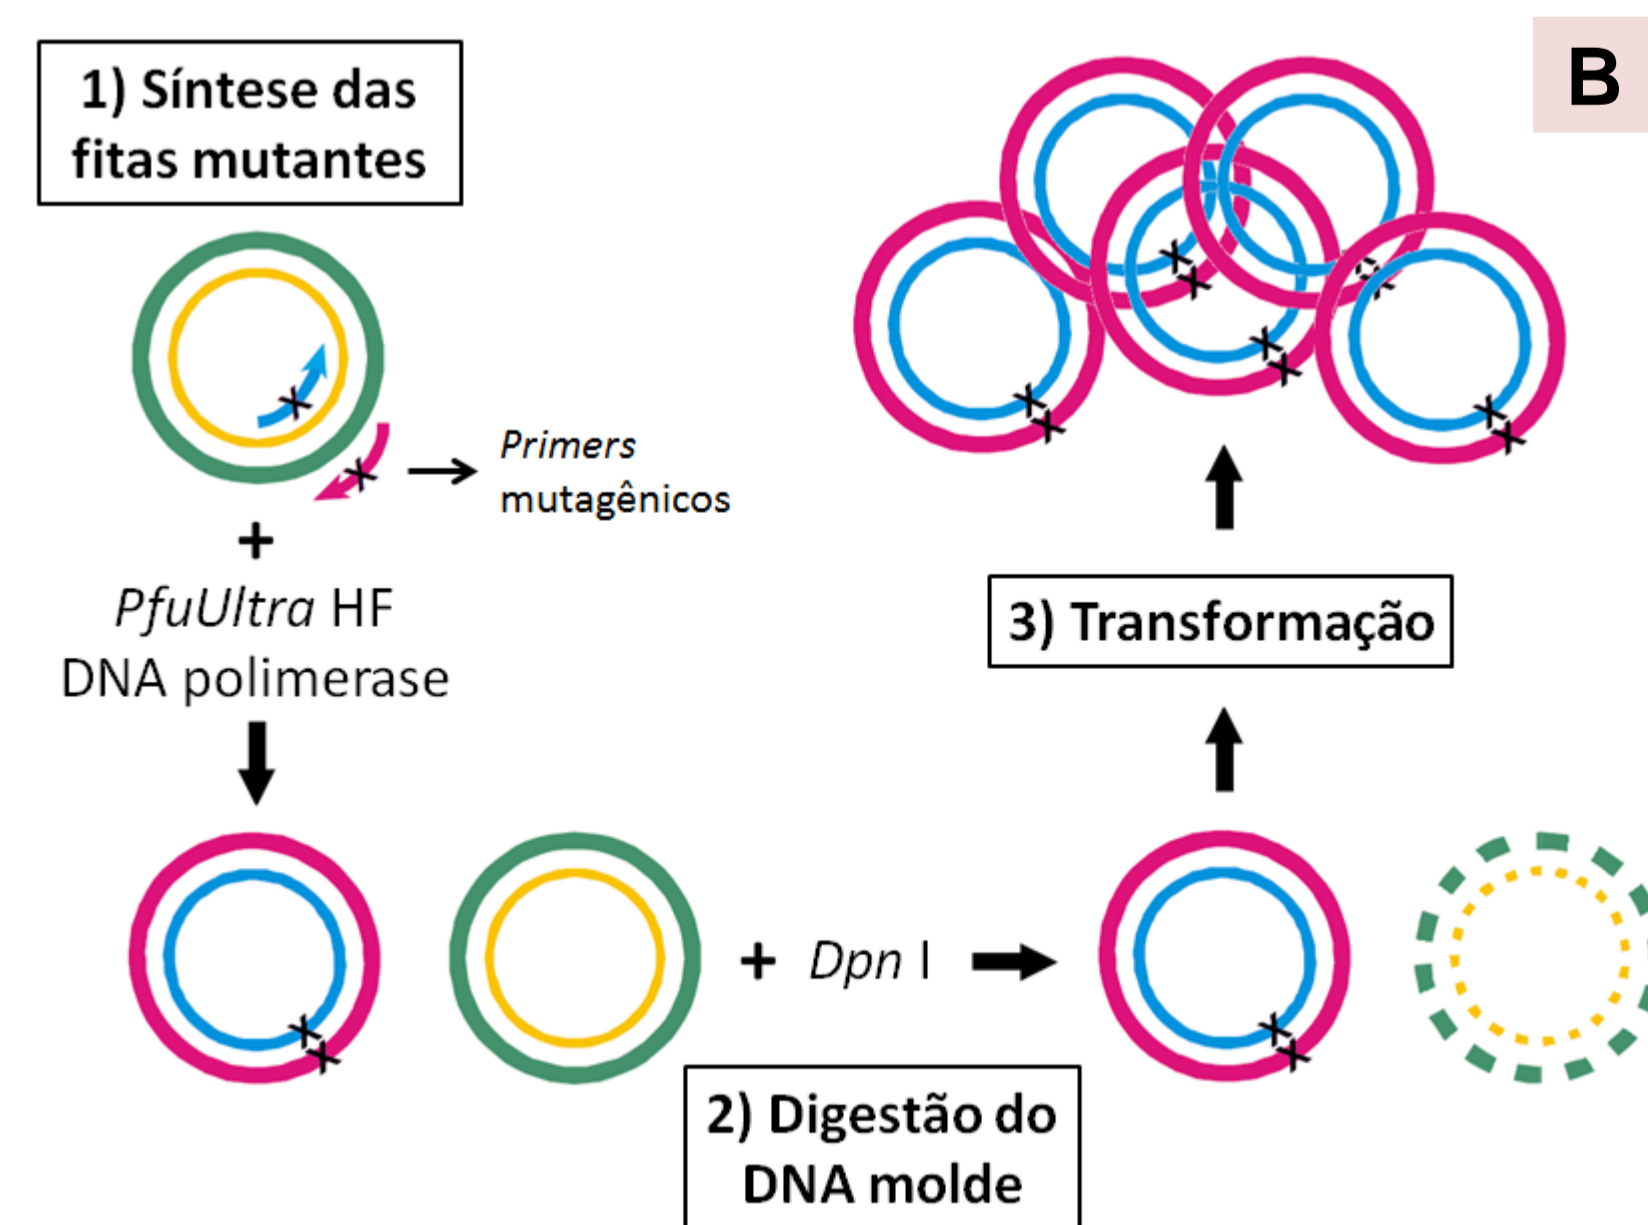 B
1) Síntese das
fitas mutantes
Primers
mutagênicos
+
PfuUltra HF
DNA polimerase
+ Dpn I
2) Digestão do
DNA molde
3) Transformação